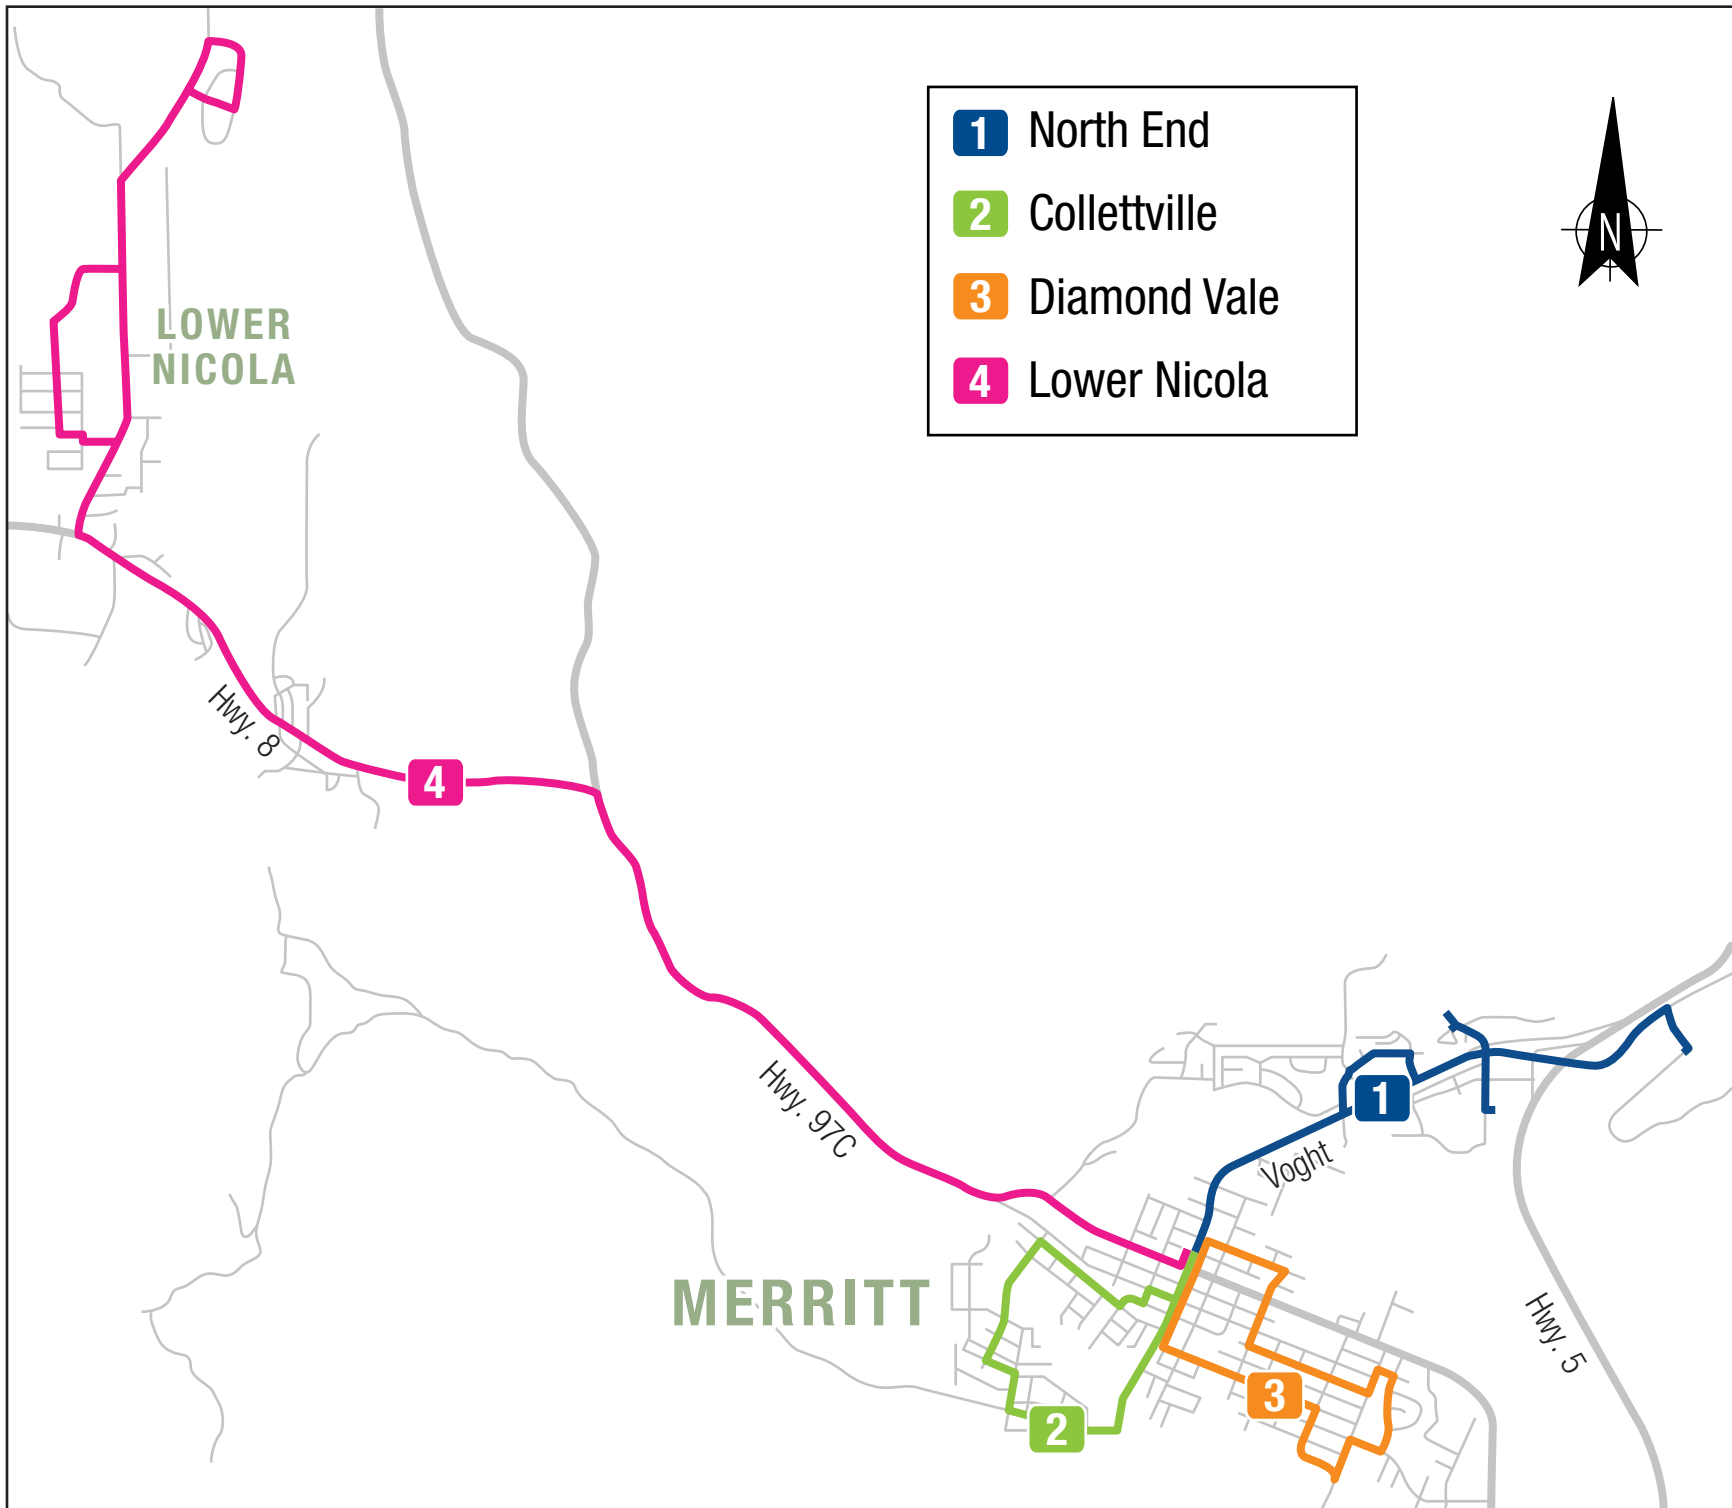 1 North End
2 Collettville
3 Diamond Vale
4 Lower Nicola
N
LOWER
NICOLA
Hwy. 8
4
Hwy. 97C
1
Voght
MERRITT
Hwy. 5
3
2